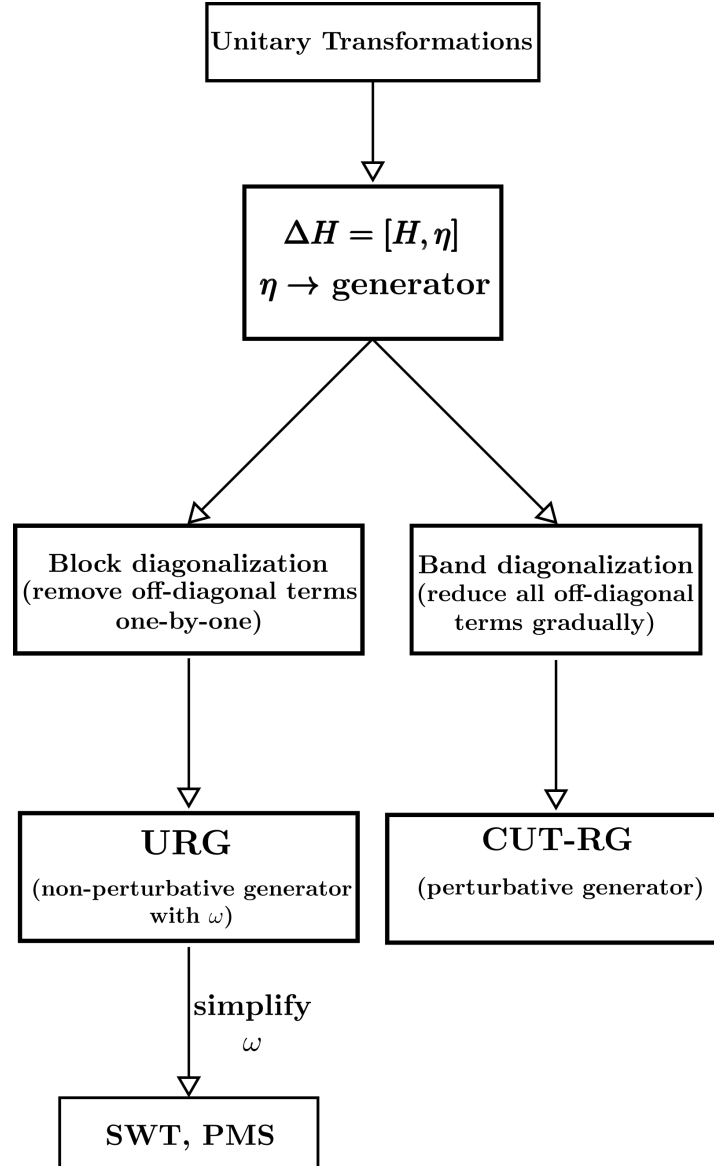 Unitary Transformations
ΔH = [H, η]
η → generator
Block diagonalization
(remove off-diagonal terms
one-by-one)
Band diagonalization
(reduce all off-diagonal
terms gradually)
URG
(non-perturbative generator
with ω)
CUT-RG
(perturbative generator)
simplify
ω
SWT, PMS